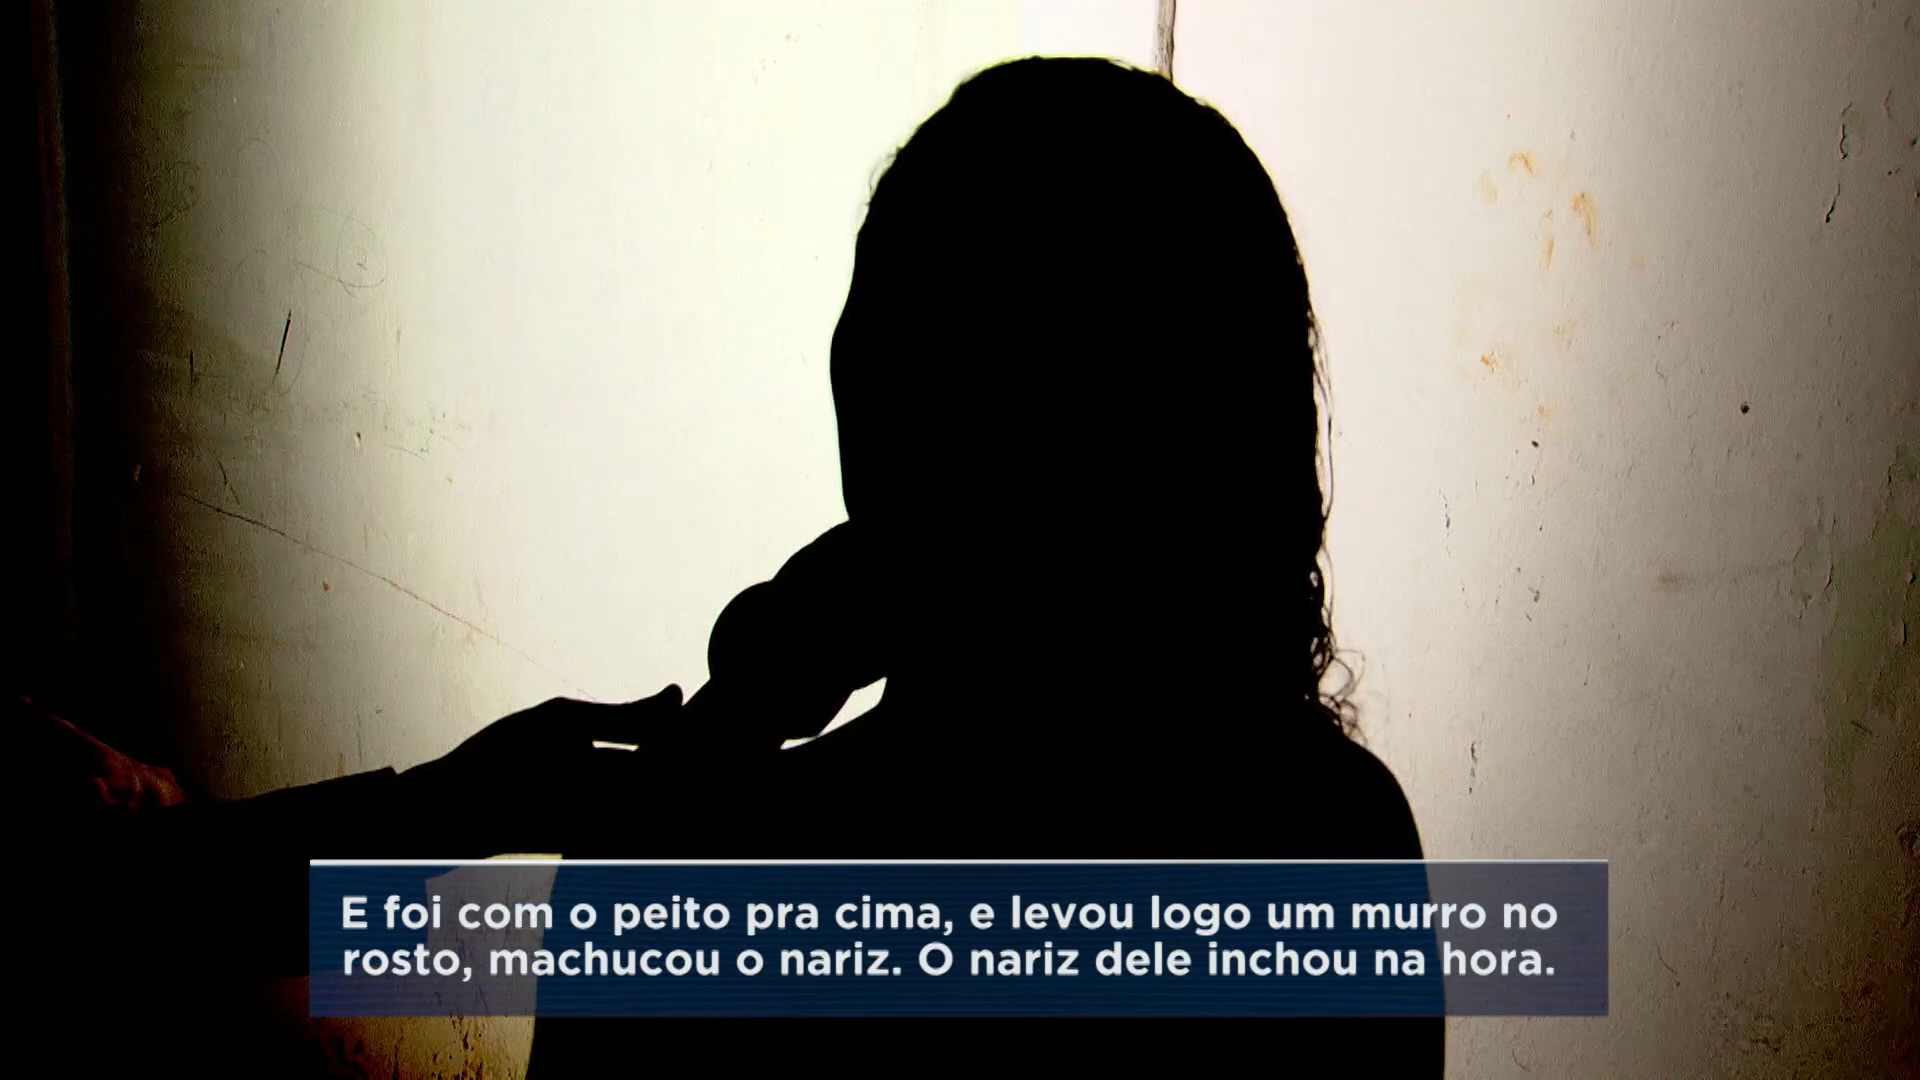 E foi com o peito pra cima, e levou logo um murro no
rosto, machucou o nariz. O nariz dele inchou na hora.